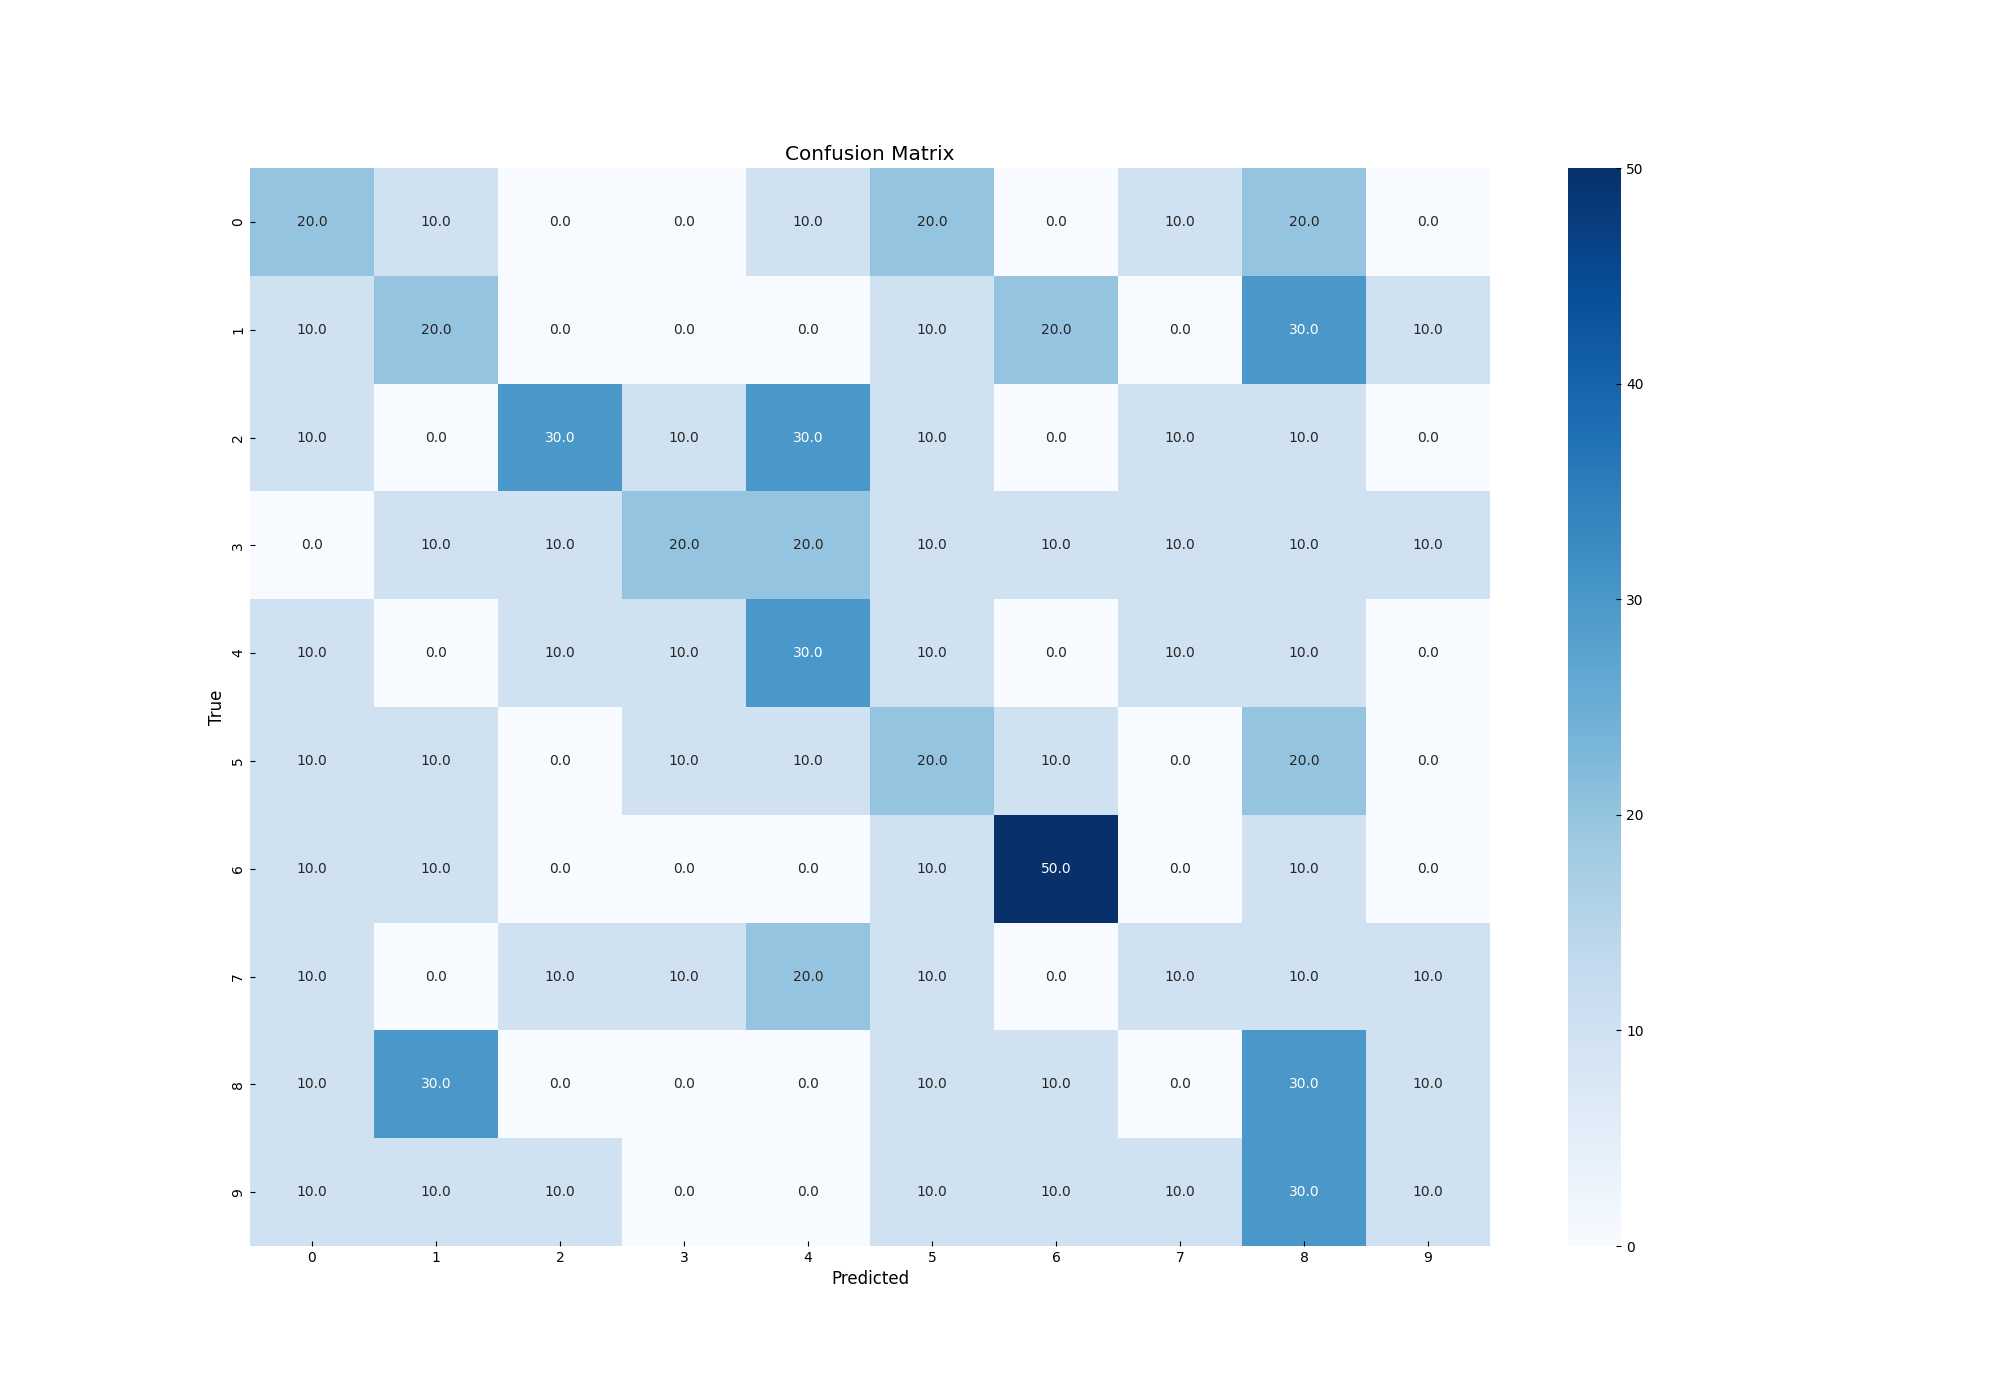 Confusion Matrix
0 20.0 10.0 0.0 0.0 10.0 20.0 0.0 10.0 20.0 0.0
1 10.0 20.0 0.0 0.0 0.0 10.0 20.0 0.0 30.0 10.0
2 10.0 0.0 30.0 10.0 30.0 10.0 0.0 10.0 10.0 0.0
3 0.0 10.0 10.0 20.0 20.0 10.0 10.0 10.0 10.0 10.0
4 10.0 0.0 10.0 10.0 30.0 10.0 0.0 10.0 10.0 0.0
5 10.0 10.0 0.0 10.0 10.0 20.0 10.0 0.0 20.0 0.0
6 10.0 10.0 0.0 0.0 0.0 10.0 50.0 0.0 10.0 0.0
7 10.0 0.0 10.0 10.0 20.0 10.0 0.0 10.0 10.0 10.0
8 10.0 30.0 0.0 0.0 0.0 10.0 10.0 0.0 30.0 10.0
9 10.0 10.0 10.0 0.0 0.0 10.0 10.0 10.0 30.0 10.0
0 1 2 3 4 5 6 7 8 9
Predicted
True
50
40
30
20
10
0